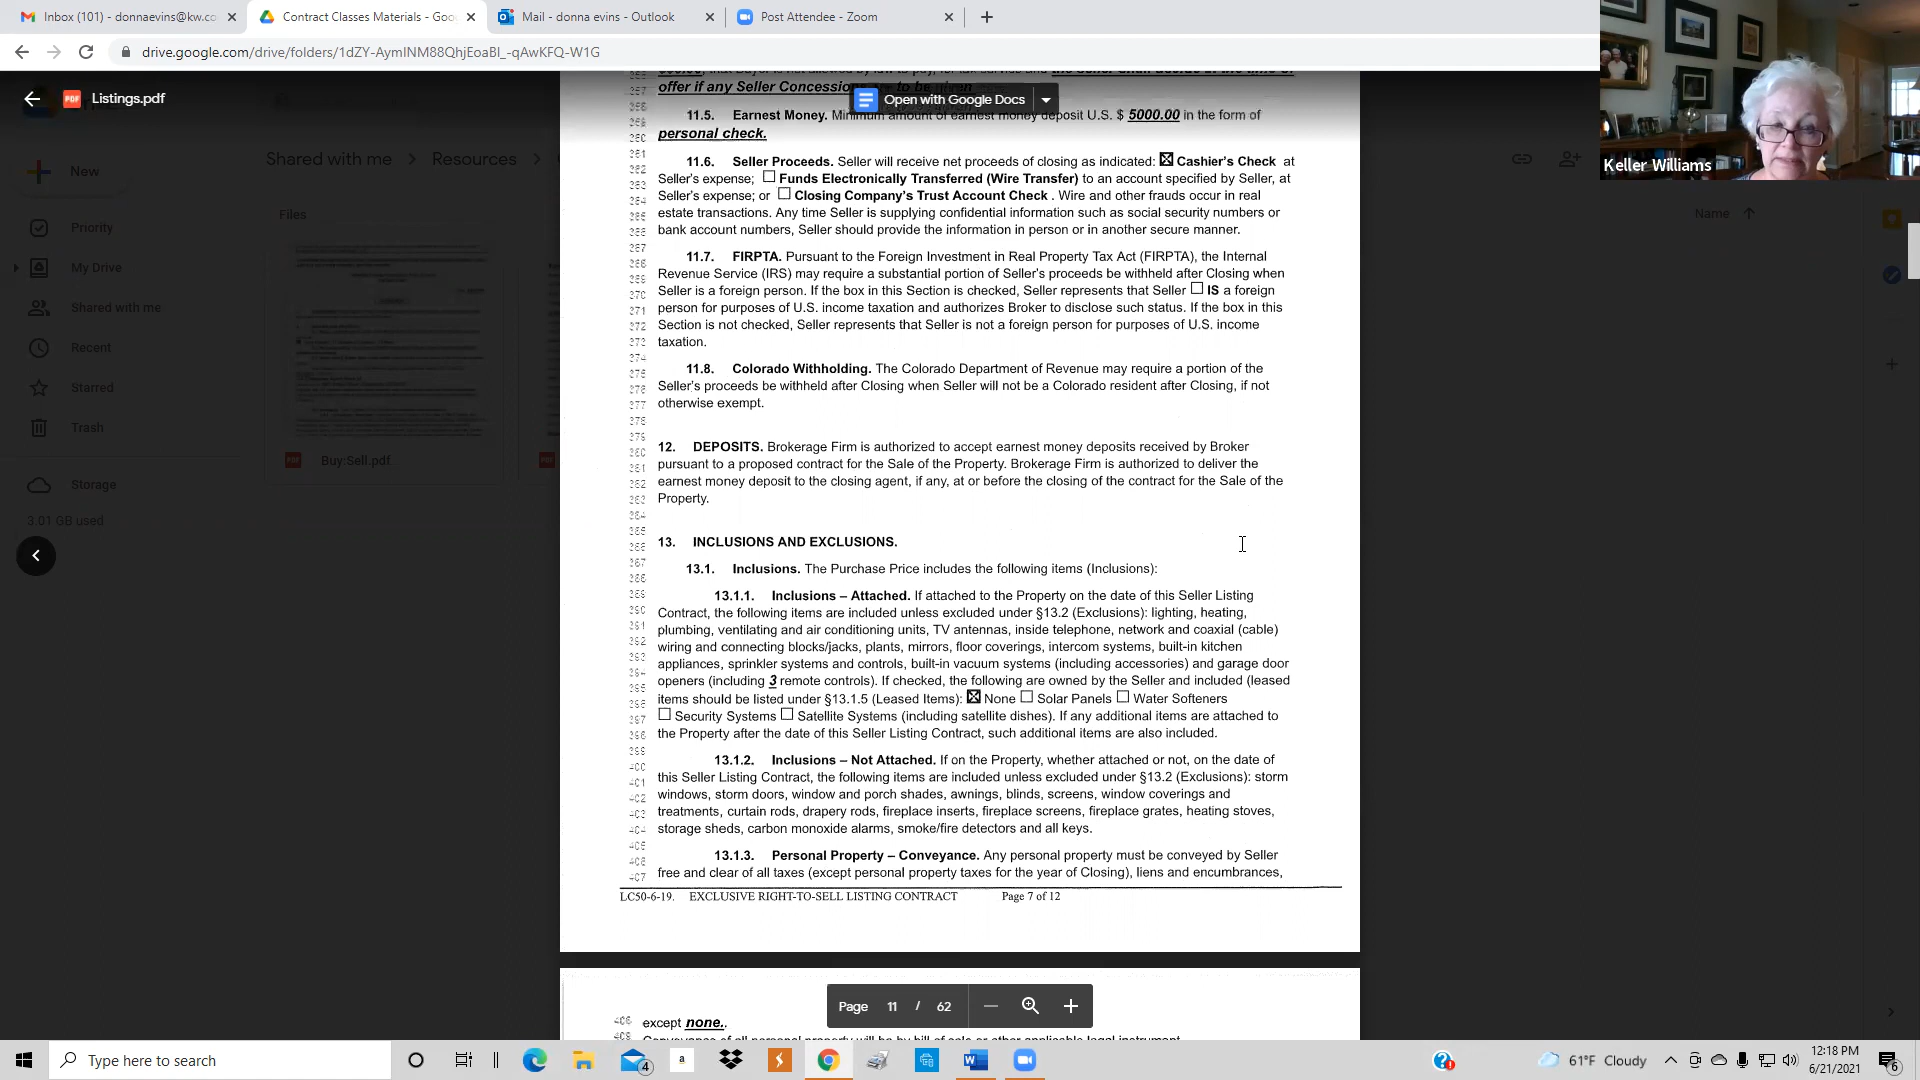 Inbox (101) - donnaevins@kw.co
Contract Classes Materials - Goo
Mail - donna evins - Outlook
Post Attendee - Zoom
drive.google.com/drive/folders/1dZY-AymINM88QhjEoaBl_-qAwKFQ-W1G
Listings.pdf
Open with Google Docs
Keller Williams
New
Priority
My Drive
Shared with me
Recent
Starred
Trash
Storage
3.01 GB used
Shared with me > Resources >
Files
Buy:Sell.pdf
Name
offer if any Seller Concessions are to be given
11.5. Earnest Money. Minimum amount of earnest money deposit U.S. $ 5000.00 in the form of
personal check.
11.6. Seller Proceeds. Seller will receive net proceeds of closing as indicated: Cashier's Check at
Seller's expense; Funds Electronically Transferred (Wire Transfer) to an account specified by Seller, at
Seller's expense; or Closing Company's Trust Account Check . Wire and other frauds occur in real
estate transactions. Any time Seller is supplying confidential information such as social security numbers or
bank account numbers, Seller should provide the information in person or in another secure manner.
11.7. FIRPTA. Pursuant to the Foreign Investment in Real Property Tax Act (FIRPTA), the Internal
Revenue Service (IRS) may require a substantial portion of Seller's proceeds be withheld after Closing when
Seller is a foreign person. If the box in this Section is checked, Seller represents that Seller IS a foreign
person for purposes of U.S. income taxation and authorizes Broker to disclose such status. If the box in this
Section is not checked, Seller represents that Seller is not a foreign person for purposes of U.S. income
taxation.
11.8. Colorado Withholding. The Colorado Department of Revenue may require a portion of the
Seller's proceeds be withheld after Closing when Seller will not be a Colorado resident after Closing, if not
otherwise exempt.
12. DEPOSITS. Brokerage Firm is authorized to accept earnest money deposits received by Broker
pursuant to a proposed contract for the Sale of the Property. Brokerage Firm is authorized to deliver the
earnest money deposit to the closing agent, if any, at or before the closing of the contract for the Sale of the
Property.
13. INCLUSIONS AND EXCLUSIONS.
13.1. Inclusions. The Purchase Price includes the following items (Inclusions):
13.1.1. Inclusions – Attached. If attached to the Property on the date of this Seller Listing
Contract, the following items are included unless excluded under §13.2 (Exclusions): lighting, heating,
plumbing, ventilating and air conditioning units, TV antennas, inside telephone, network and coaxial (cable)
wiring and connecting blocks/jacks, plants, mirrors, floor coverings, intercom systems, built-in kitchen
appliances, sprinkler systems and controls, built-in vacuum systems (including accessories) and garage door
openers (including 3 remote controls). If checked, the following are owned by the Seller and included (leased
items should be listed under §13.1.5 (Leased Items): None Solar Panels Water Softeners
Security Systems Satellite Systems (including satellite dishes). If any additional items are attached to
the Property after the date of this Seller Listing Contract, such additional items are also included.
13.1.2. Inclusions – Not Attached. If on the Property, whether attached or not, on the date of
this Seller Listing Contract, the following items are included unless excluded under §13.2 (Exclusions): storm
windows, storm doors, window and porch shades, awnings, blinds, screens, window coverings and
treatments, curtain rods, drapery rods, fireplace inserts, fireplace screens, fireplace grates, heating stoves,
storage sheds, carbon monoxide alarms, smoke/fire detectors and all keys.
13.1.3. Personal Property – Conveyance. Any personal property must be conveyed by Seller
free and clear of all taxes (except personal property taxes for the year of Closing), liens and encumbrances,
LC50-6-19. EXCLUSIVE RIGHT-TO-SELL LISTING CONTRACT Page 7 of 12
except none..
Page 11 / 62
Type here to search
61°F Cloudy
12:18 PM
6/21/2021